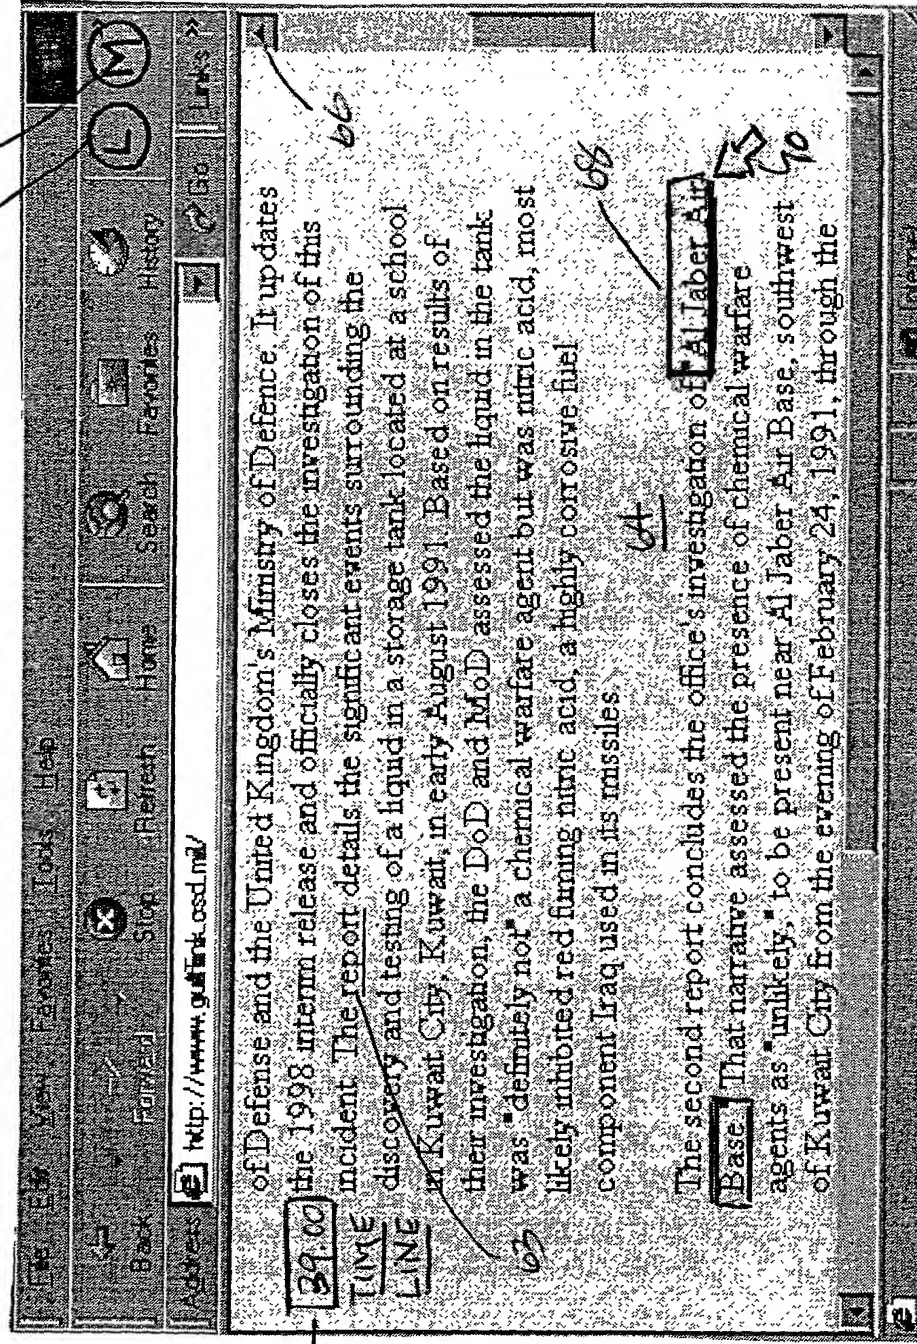 File Edit View Favorites Tools Help
Back Forward Stop Refresh Home Search Favorites History L M
Address http://www.gulflink.osd.mil/ Go Links »
of Defense and the United Kingdom's Ministry of Defence. It updates
the 1998 interim release and officially closes the investigation of this
incident. The report details the significant events surrounding the
discovery and testing of a liquid in a storage tank located at a school
in Kuwait City, Kuwait, in early August 1991. Based on results of
their investigation, the DoD and MoD assessed the liquid in the tank
was "definitely not" a chemical warfare agent but was nitric acid, most
likely inhibited red fuming nitric acid, a highly corrosive fuel
component Iraq used in its missiles.
The second report concludes the office's investigation of "Al Jaber Air
Base." That narrative assessed the presence of chemical warfare
agents as "unlikely," to be present near Al Jaber Air Base, southwest
of Kuwait City from the evening of February 24, 1991, through the
39.00
TIME
LINE
63
64
66
68
70
Internet